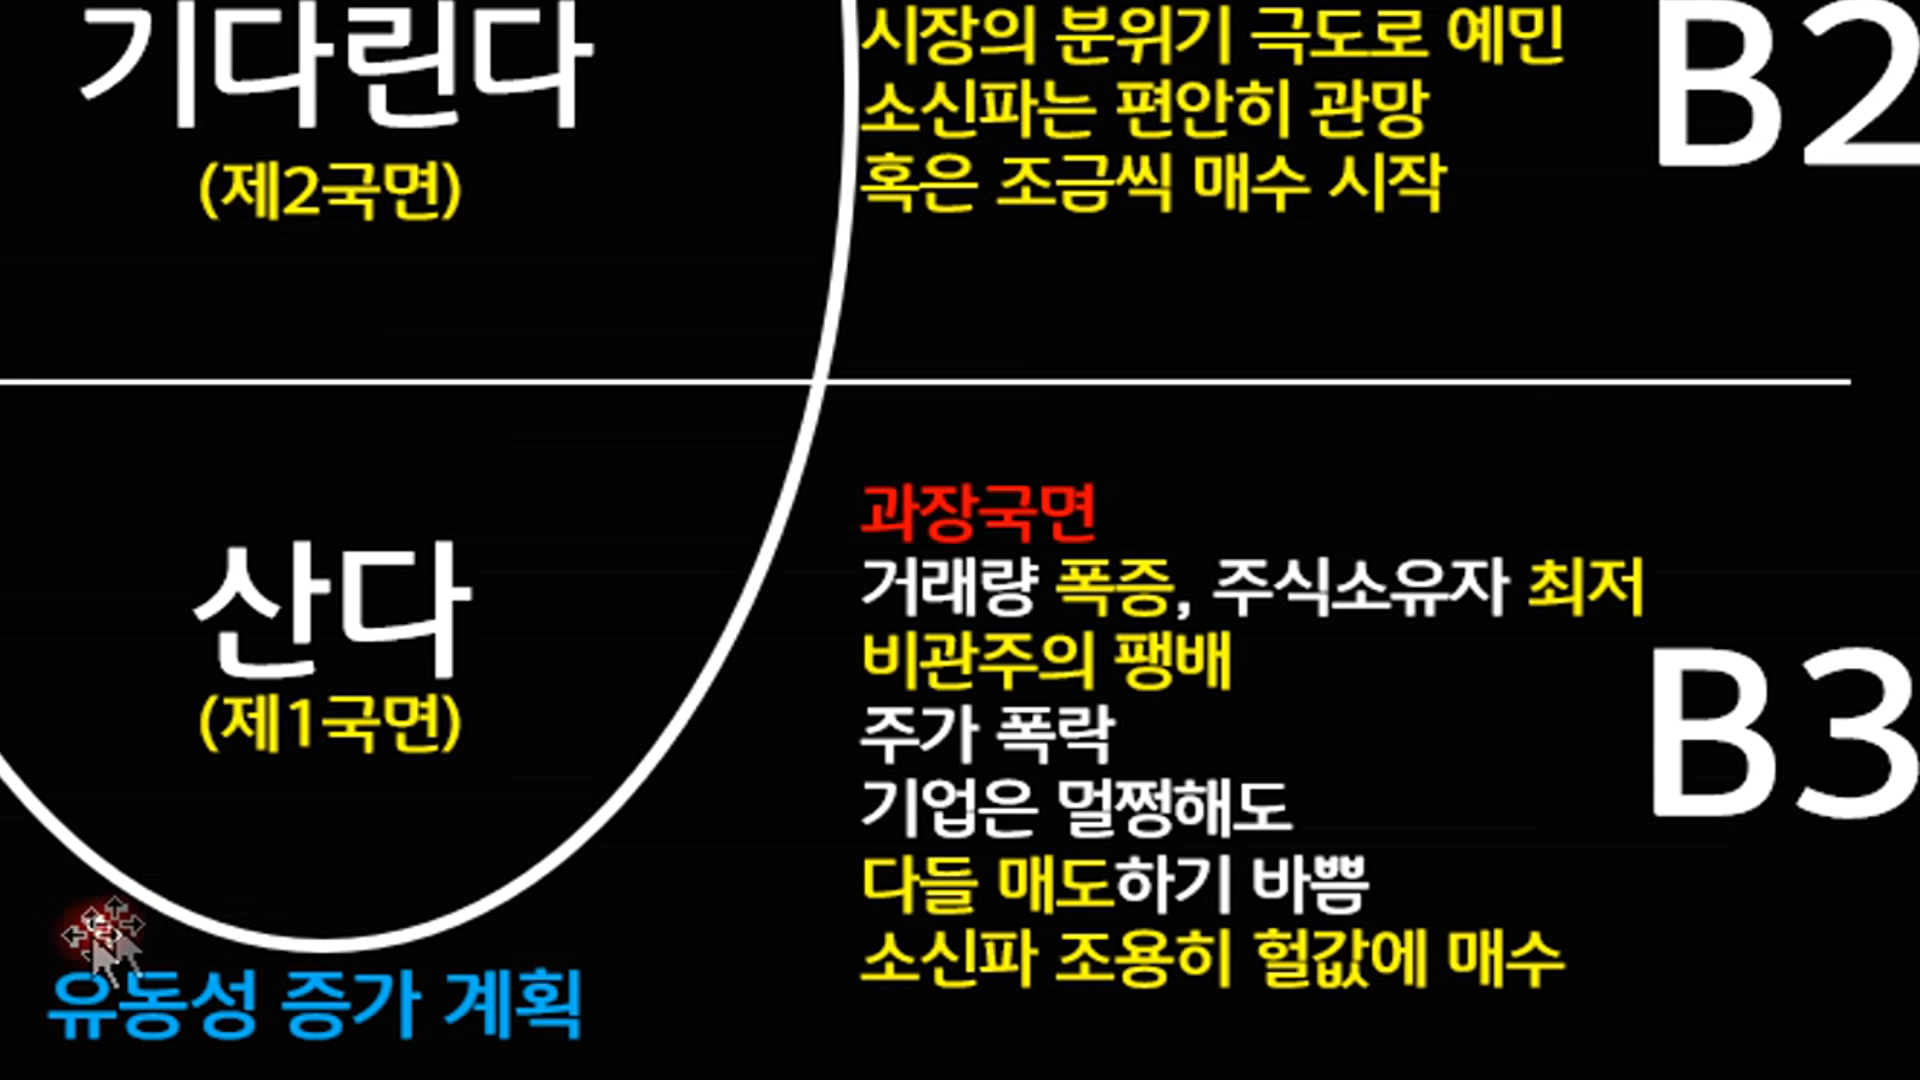 기다린다
(제2국면)
시장의 분위기 극도로 예민
소신파는 편안히 관망
혹은 조금씩 매수 시작
B2
산다
(제1국면)
과장국면
거래량 폭증, 주식소유자 최저
비관주의 팽배
주가 폭락
기업은 멀쩡해도
다들 매도하기 바쁨
소신파 조용히 헐값에 매수
B3
유동성 증가 계획